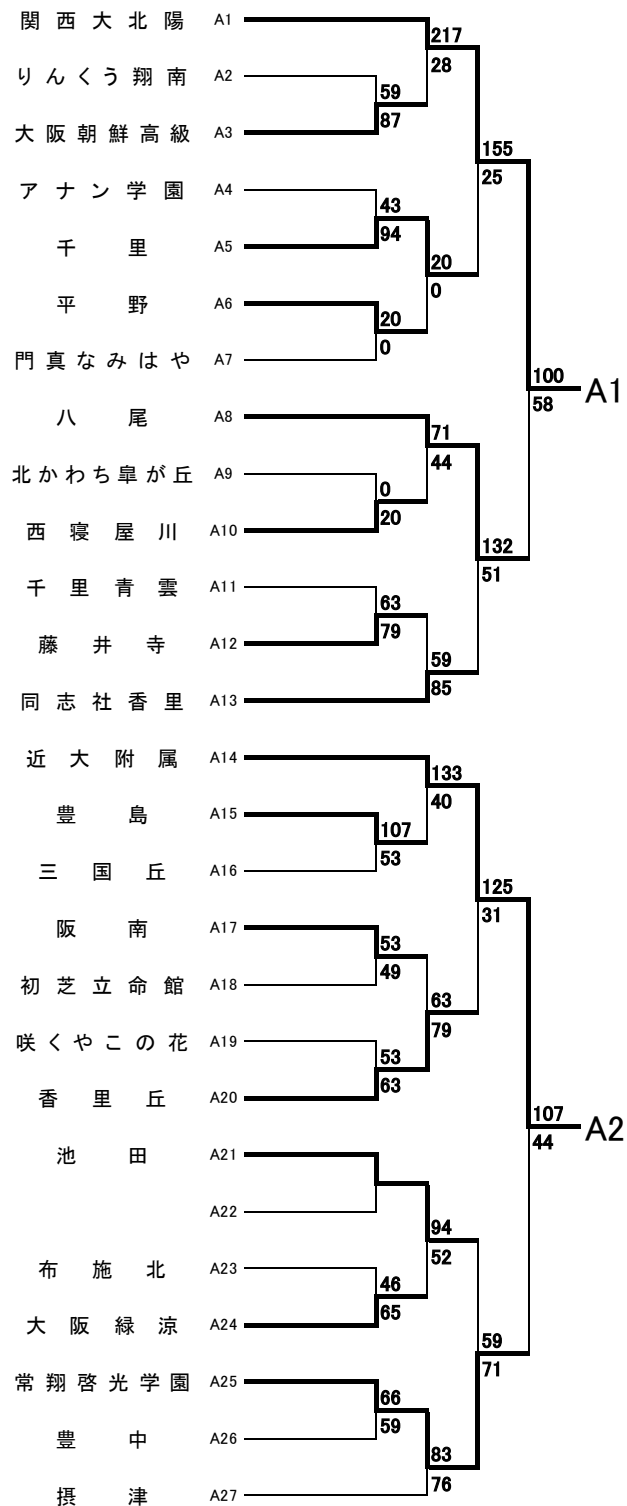 関西大北陽 A1
217
28
りんくう翔南 A2
59
87
大阪朝鮮高級 A3
155
25
アナン学園 A4
43
94
千里 A5
20
0
平野 A6
20
0
門真なみはや A7
100
58
A1
八尾 A8
71
44
北かわち皐が丘 A9
0
20
西寝屋川 A10
132
51
千里青雲 A11
63
79
藤井寺 A12
59
85
同志社香里 A13
近大附属 A14
133
40
豊島 A15
107
53
三国丘 A16
125
31
阪南 A17
53
49
初芝立命館 A18
63
79
咲くやこの花 A19
53
63
香里丘 A20
107
44
A2
池田 A21
A22
94
52
布施北 A23
46
65
大阪緑涼 A24
59
71
常翔啓光学園 A25
66
59
豊中 A26
83
76
摂津 A27